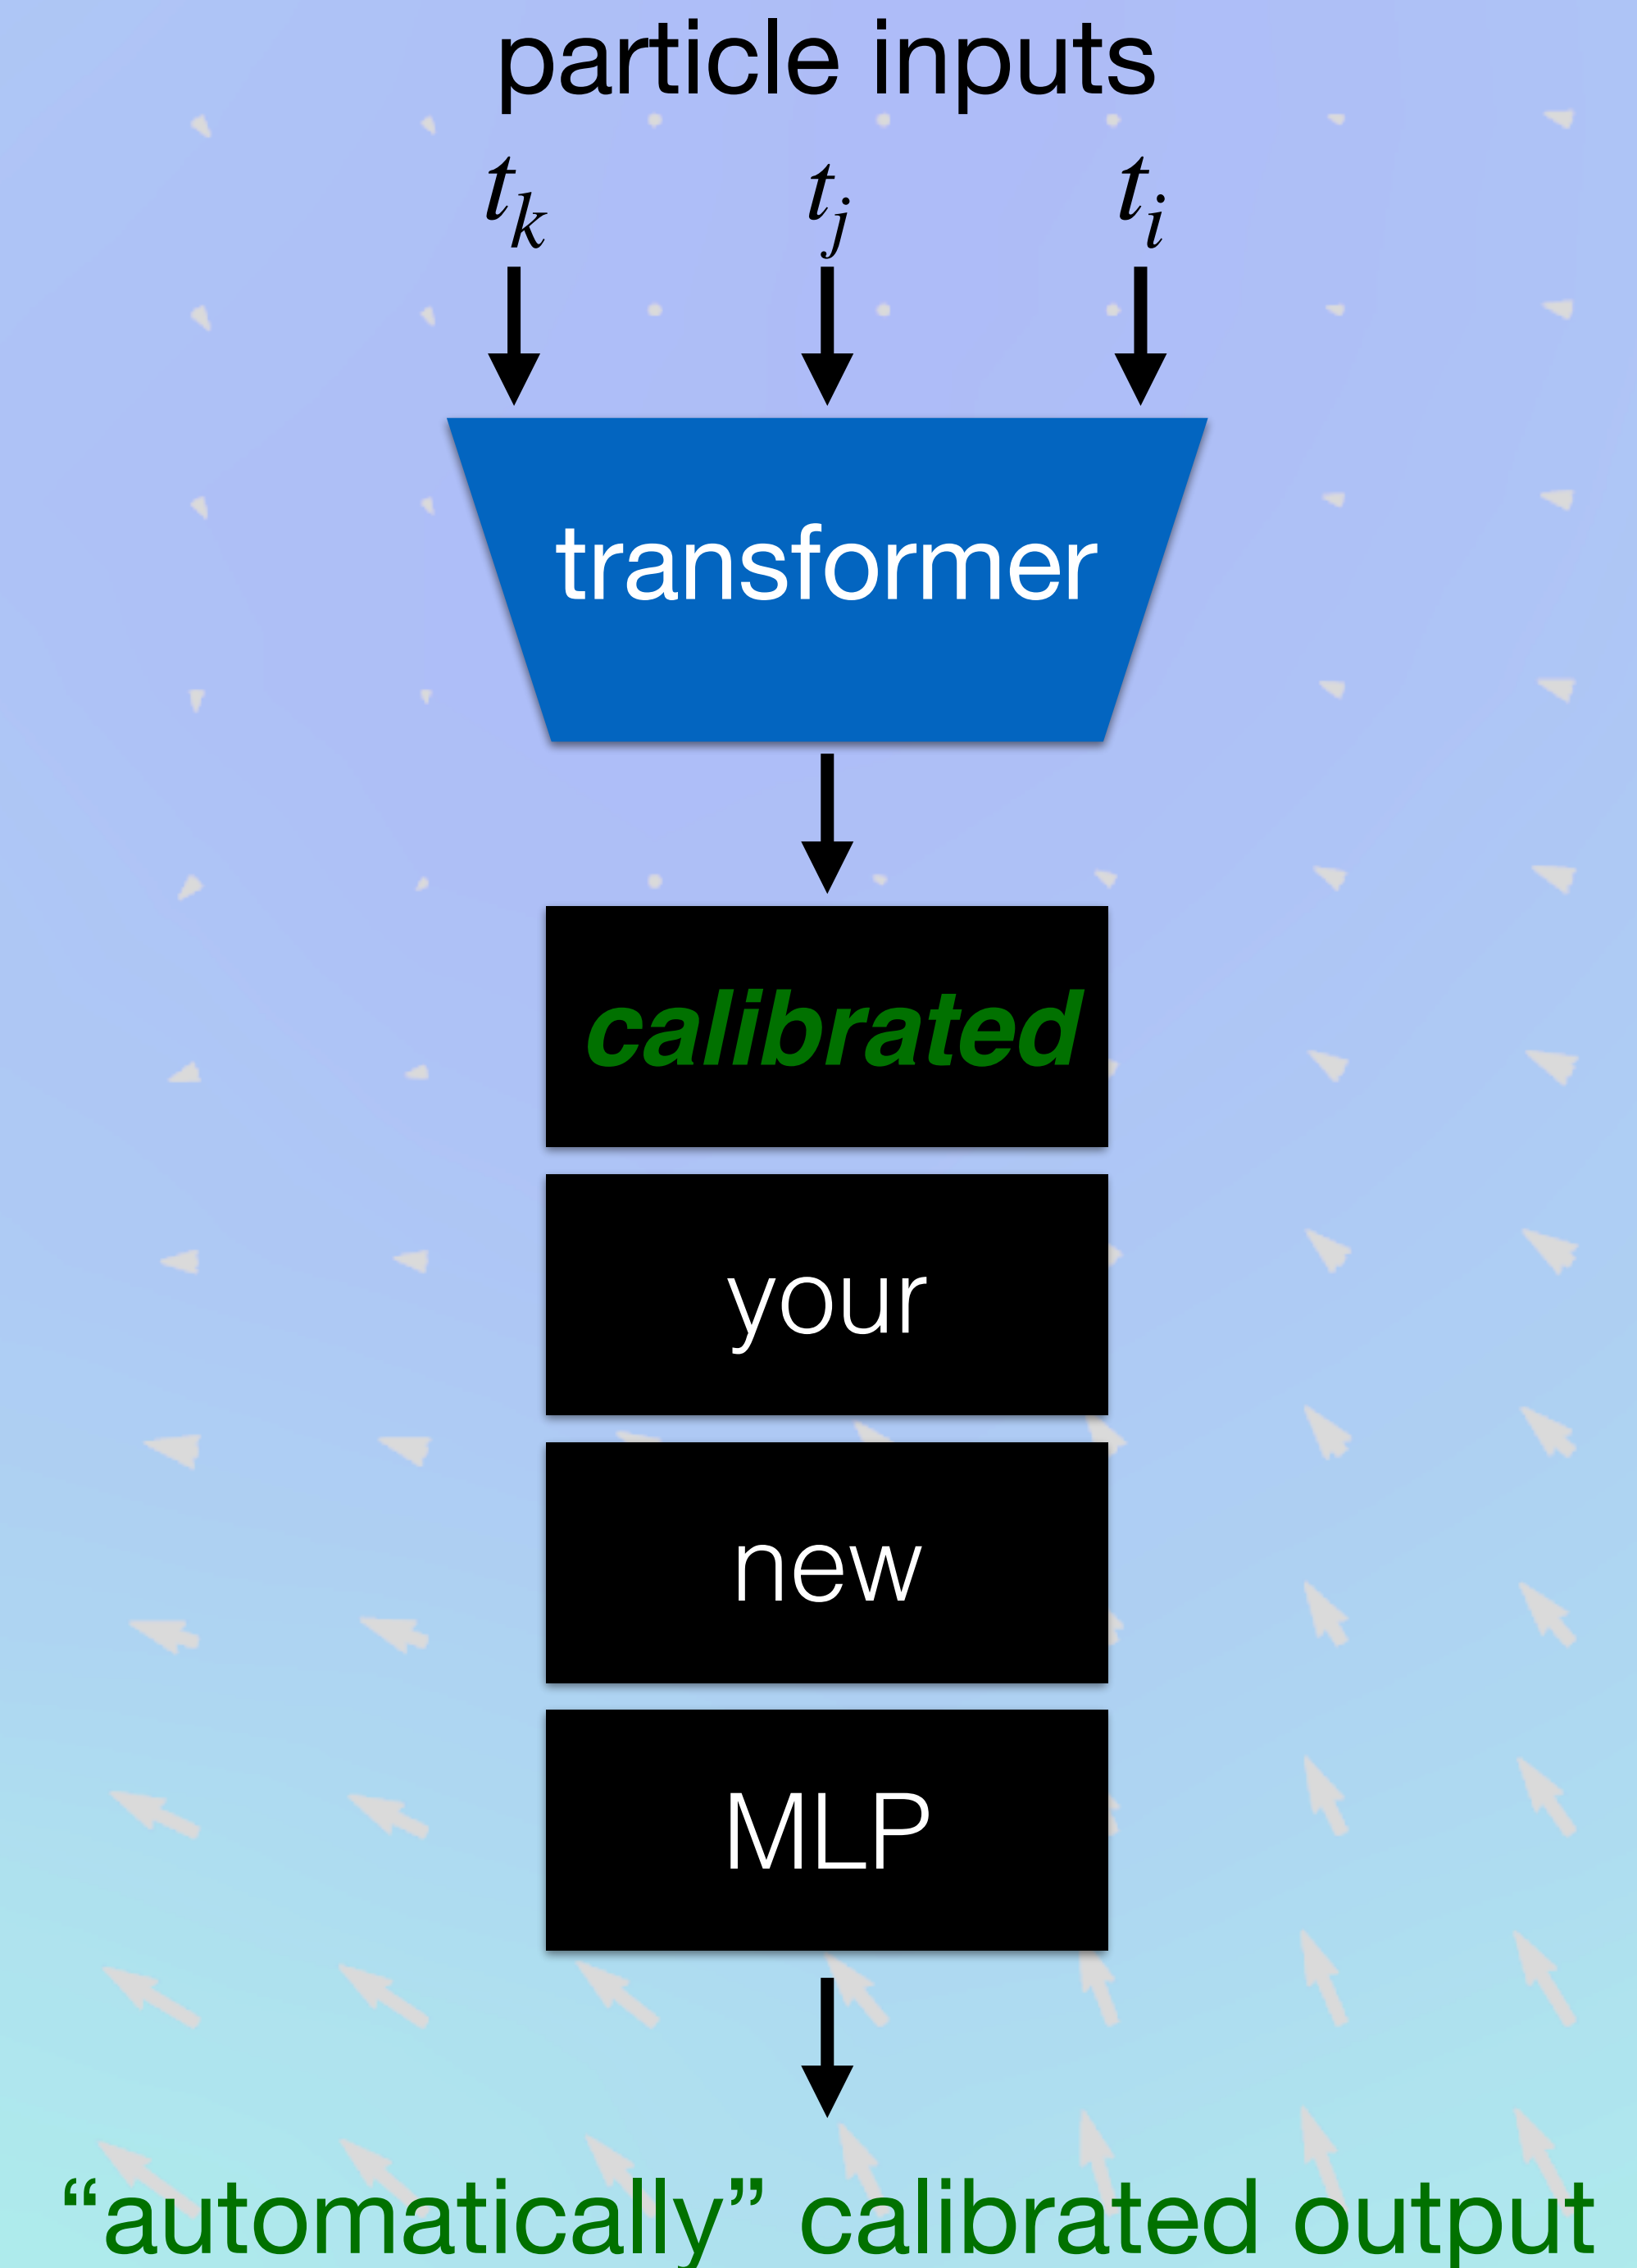 particle inputs
t_k t_j t_i
transformer
calibrated
your
new
MLP
“automatically” calibrated output